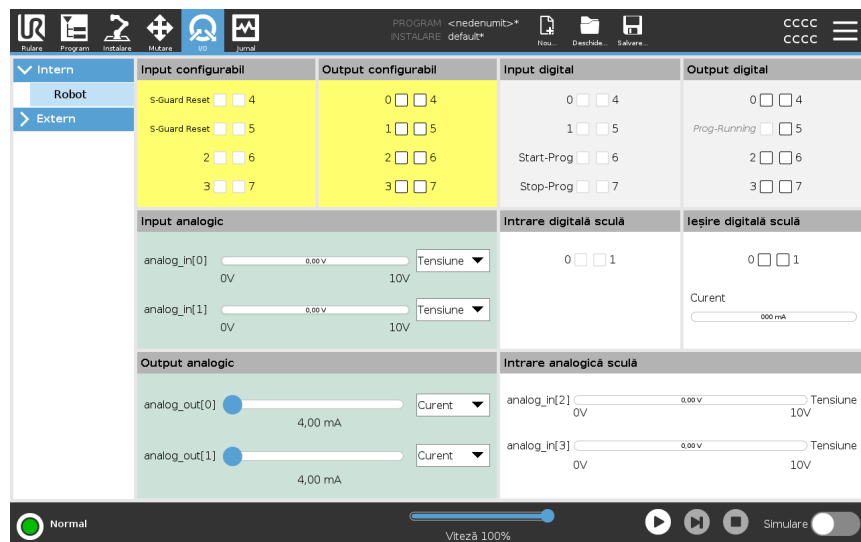 PROGRAM <nedenumit>*
INSTALARE default*
CCCC
CCCC
Rulare Program Instalare Mutare I/O Jurnal Nou... Deschide... Salvare...
Intern
Robot
Extern
Input configurabil
S-Guard Reset 4
S-Guard Reset 5
2 6
3 7
Output configurabil
0 4
1 5
2 6
3 7
Input digital
0 4
1 5
Start-Prog 6
Stop-Prog 7
Output digital
0 4
Prog-Running 5
2 6
3 7
Input analogic
analog_in[0] 0,00 V Tensiune
0V 10V
analog_in[1] 0,00 V Tensiune
0V 10V
Intrare digitală sculă
0 1
Ieșire digitală sculă
0 1
Curent
000 mA
Output analogic
analog_out[0] Curent
4,00 mA
analog_out[1] Curent
4,00 mA
Intrare analogică sculă
analog_in[2] 0,00 V Tensiune
0V 10V
analog_in[3] 0,00 V Tensiune
0V 10V
Normal
Viteză 100%
Simulare